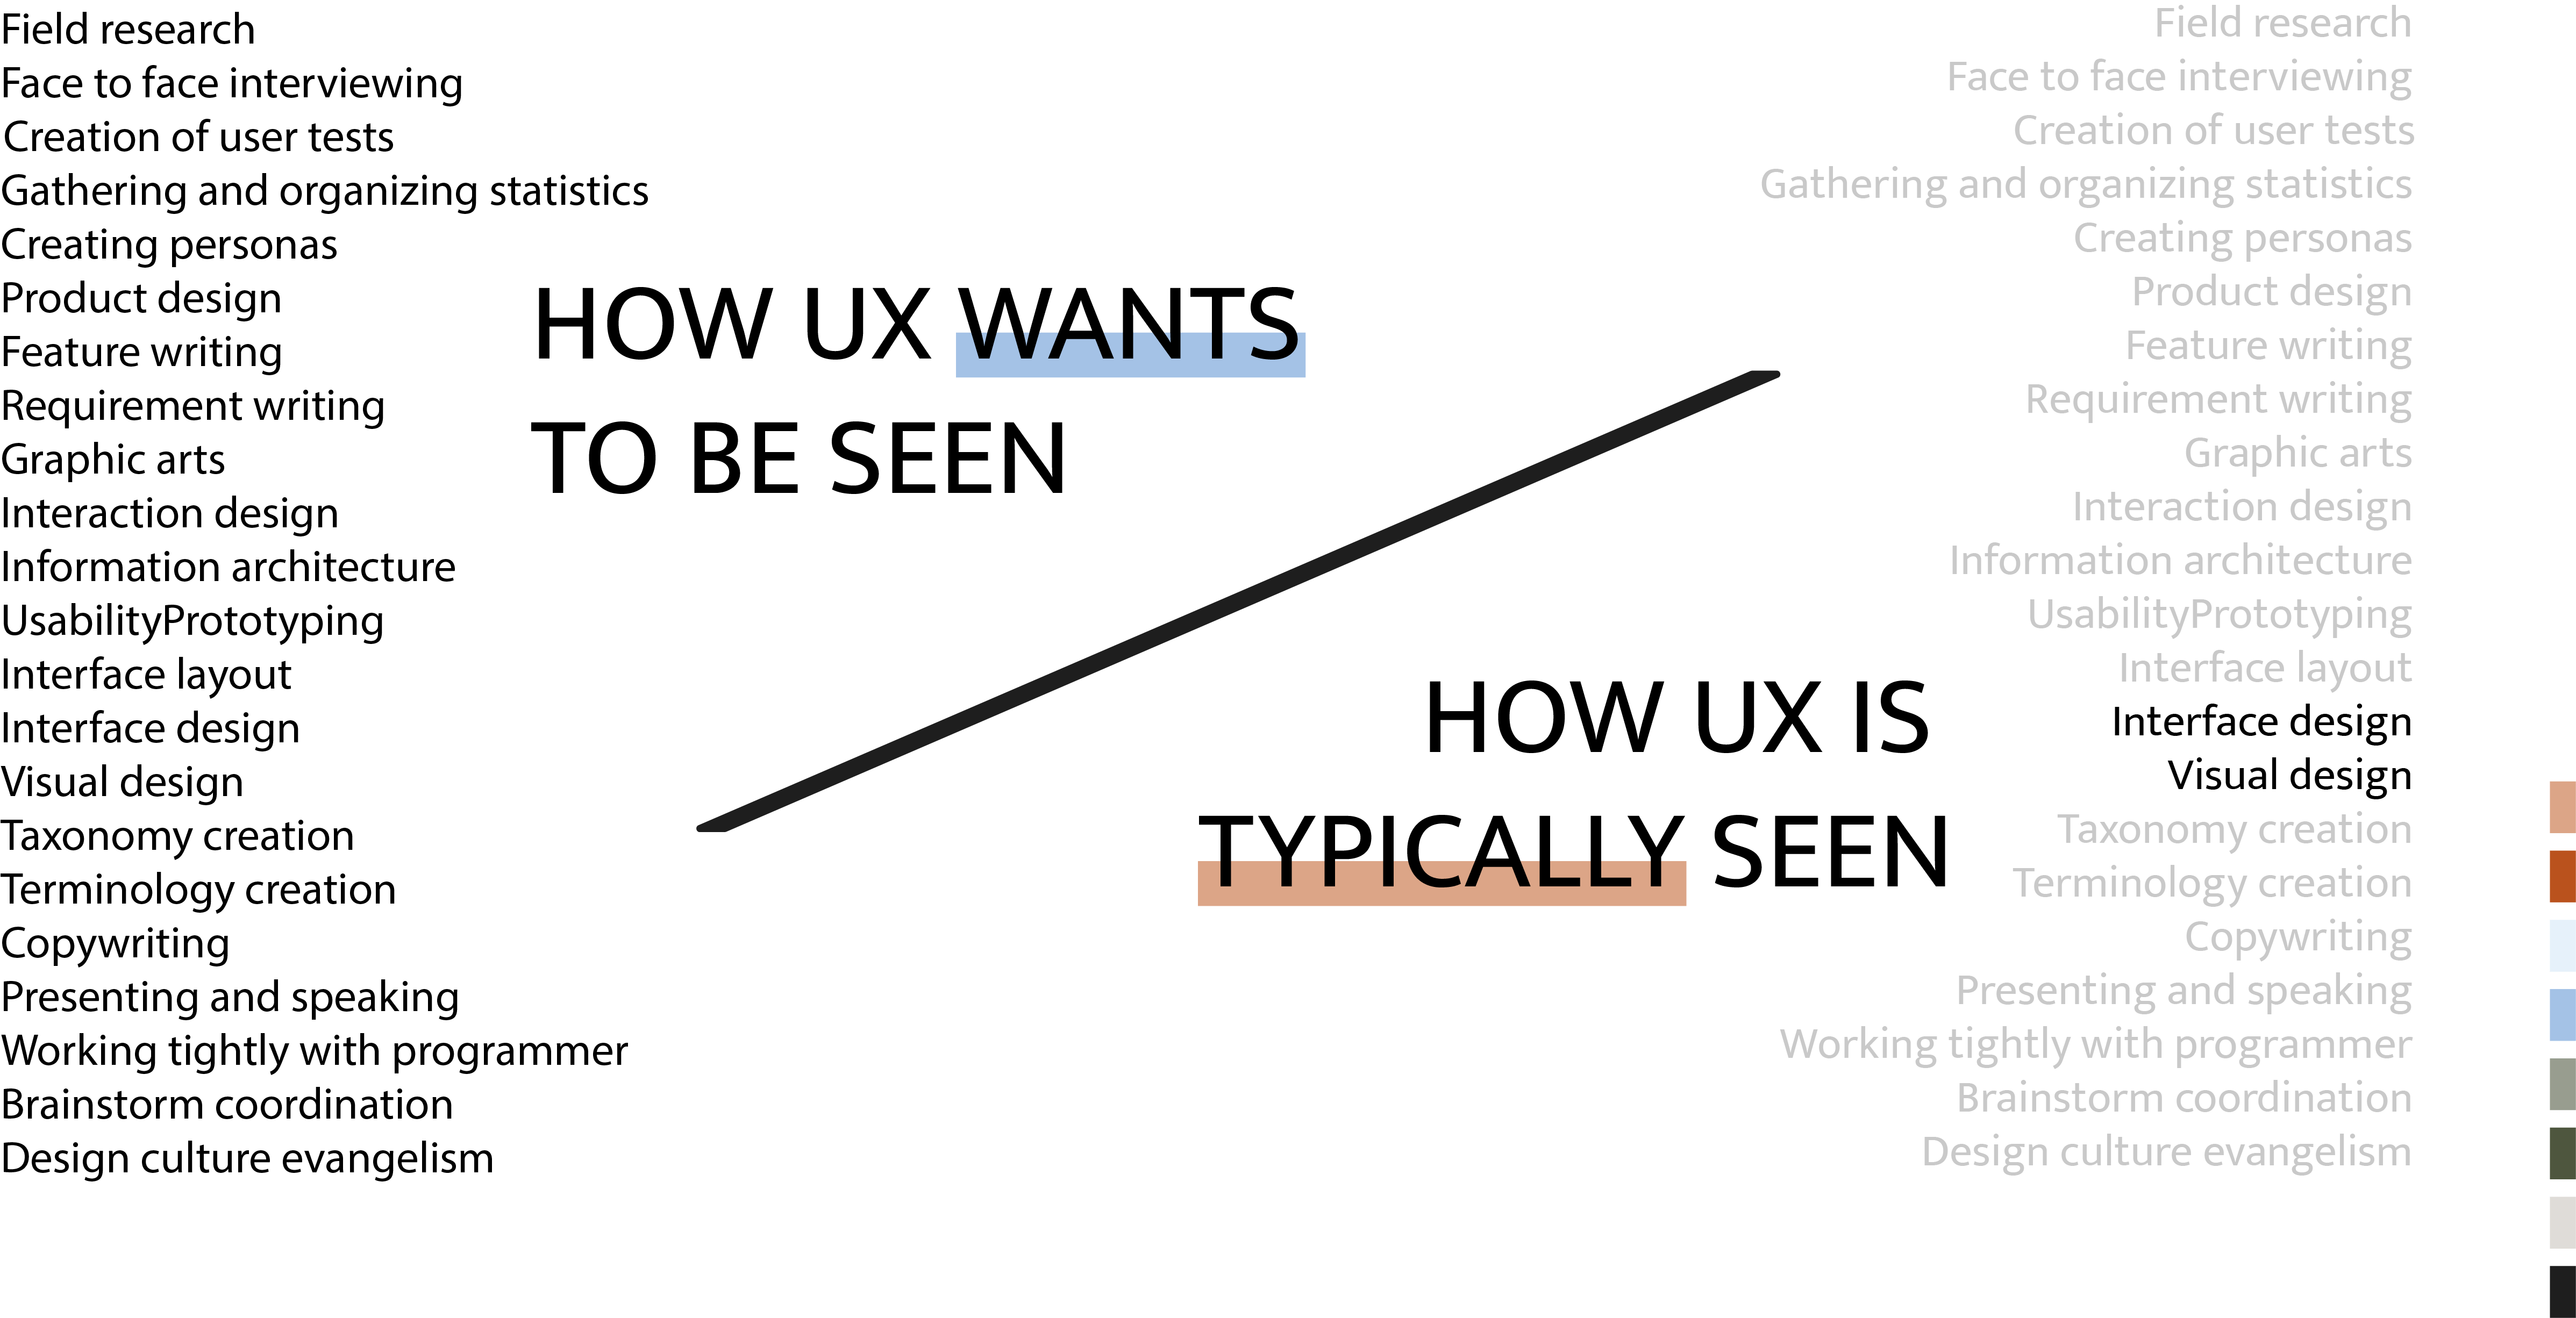 Field research
Face to face interviewing
Creation of user tests
Gathering and organizing statistics
Creating personas
Product design
Feature writing
Requirement writing
Graphic arts
Interaction design
Information architecture
UsabilityPrototyping
Interface layout
Interface design
Visual design
Taxonomy creation
Terminology creation
Copywriting
Presenting and speaking
Working tightly with programmer
Brainstorm coordination
Design culture evangelism
HOW UX WANTS
TO BE SEEN
HOW UX IS
TYPICALLY SEEN
Field research
Face to face interviewing
Creation of user tests
Gathering and organizing statistics
Creating personas
Product design
Feature writing
Requirement writing
Graphic arts
Interaction design
Information architecture
UsabilityPrototyping
Interface layout
Interface design
Visual design
Taxonomy creation
Terminology creation
Copywriting
Presenting and speaking
Working tightly with programmer
Brainstorm coordination
Design culture evangelism